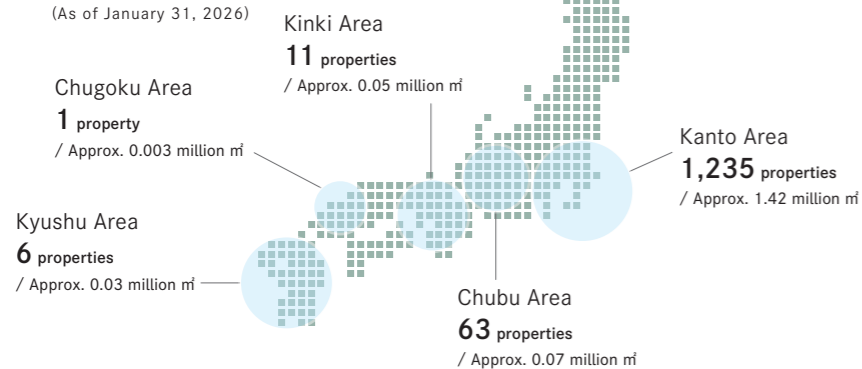 (As of January 31, 2026)
Kinki Area
11 properties
/ Approx. 0.05 million ㎡
Chugoku Area
1 property
/ Approx. 0.003 million ㎡
Kanto Area
1,235 properties
/ Approx. 1.42 million ㎡
Kyushu Area
6 properties
/ Approx. 0.03 million ㎡
Chubu Area
63 properties
/ Approx. 0.07 million ㎡